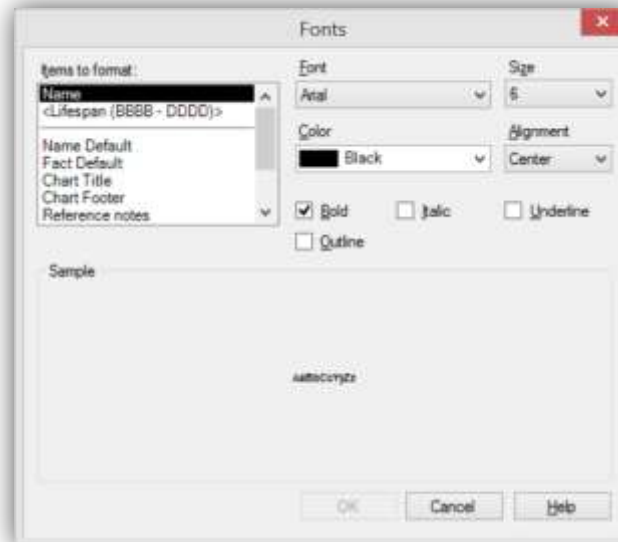 Fonts
Items to format:
Name
<Lifespan (BBBB - DDDD)>
Name Default
Fact Default
Chart Title
Chart Footer
Reference notes
Font
Arial
Size
6
Color
Black
Alignment
Center
Bold
Italic
Underline
Outline
Sample
AaBbCcYyZz
OK
Cancel
Help